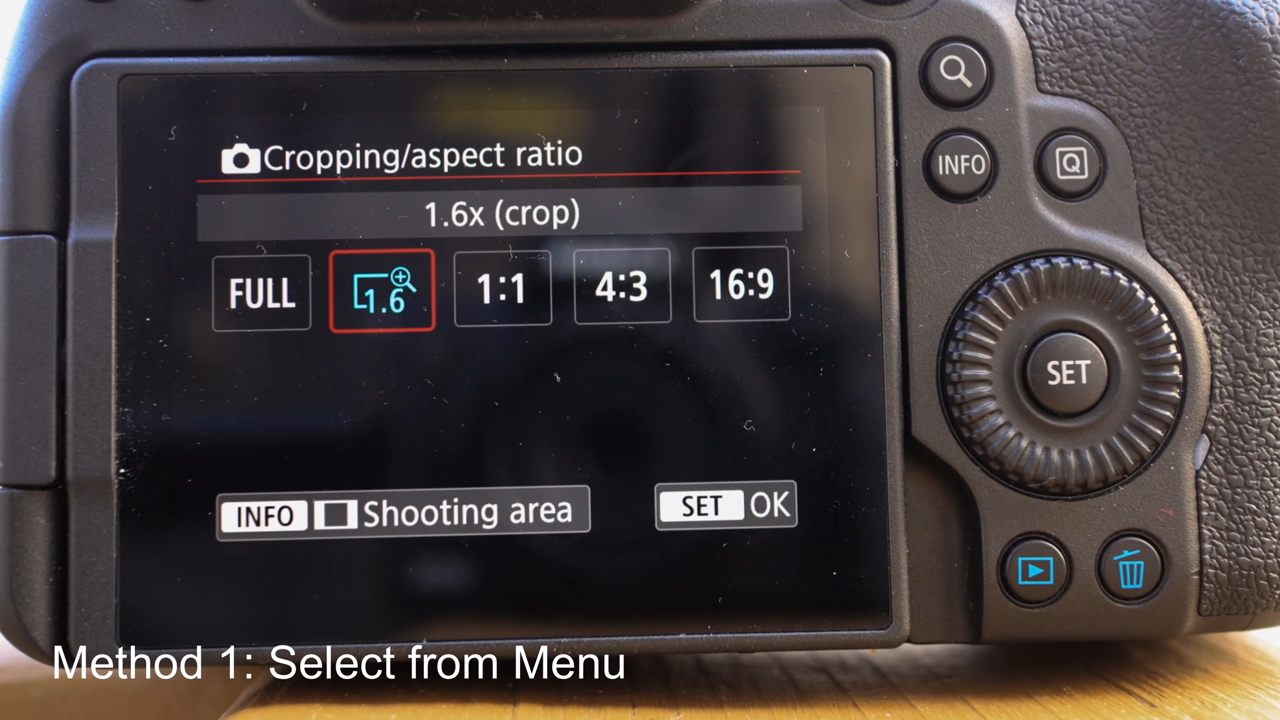 Cropping/aspect ratio
1.6x (crop)
FULL 1.6 1:1 4:3 16:9
INFO Shooting area SET OK
INFO Q
SET
Method 1: Select from Menu